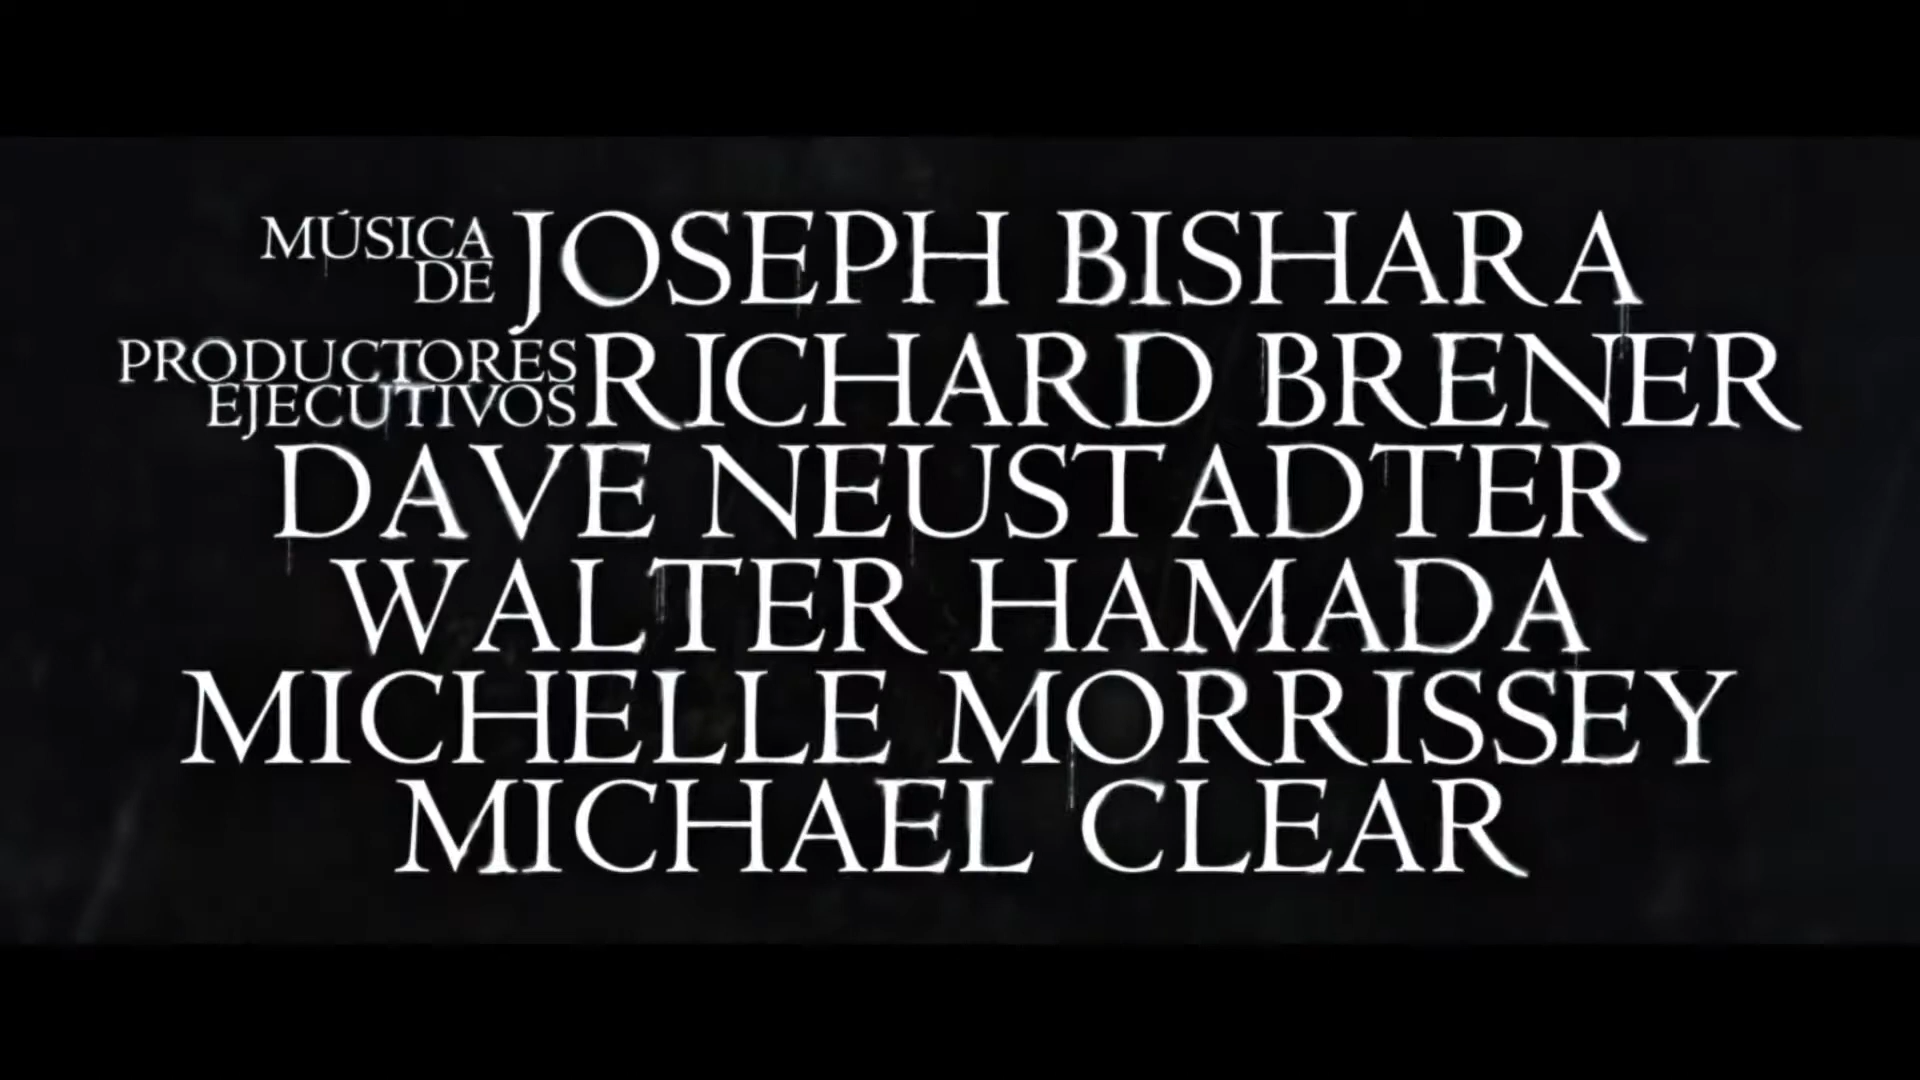 MÚSICA DE JOSEPH BISHARA
PRODUCTORES EJECUTIVOS RICHARD BRENER
DAVE NEUSTADTER
WALTER HAMADA
MICHELLE MORRISSEY
MICHAEL CLEAR